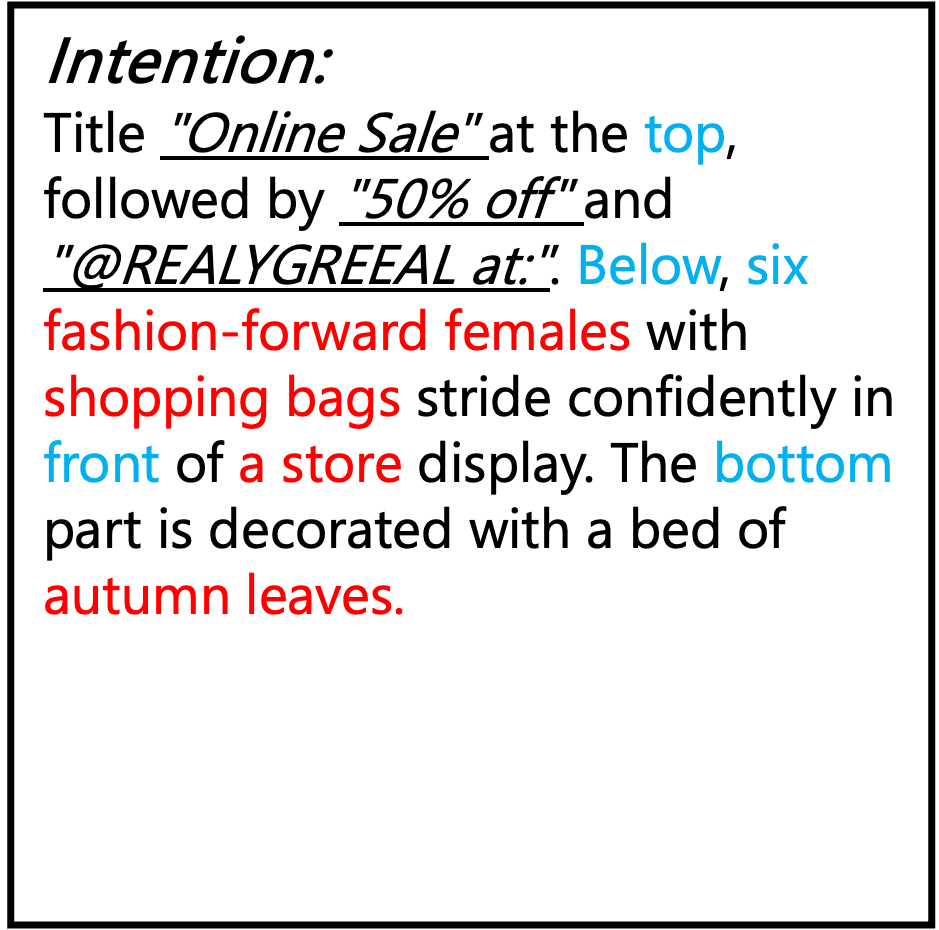 Intention:
Title "Online Sale" at the top,
followed by "50% off" and
"@REALYGREEAL at:". Below, six
fashion-forward females with
shopping bags stride confidently in
front of a store display. The bottom
part is decorated with a bed of
autumn leaves.